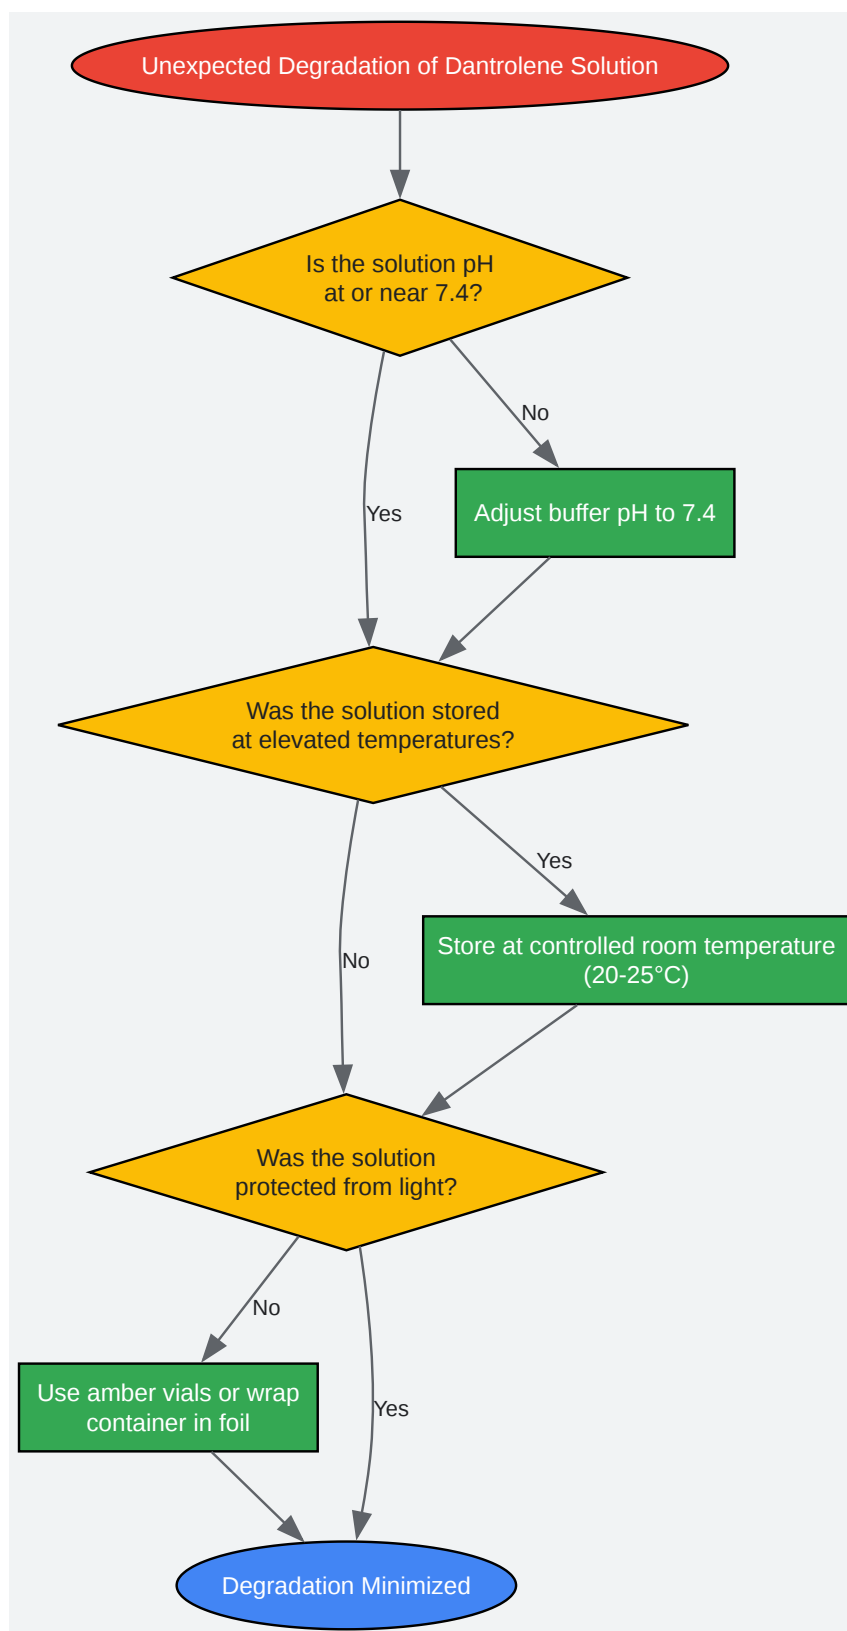 Unexpected Degradation of Dantrolene Solution
Is the solution pH
at or near 7.4?
No
Yes
Adjust buffer pH to 7.4
Was the solution stored
at elevated temperatures?
Yes
No
Store at controlled room temperature
(20-25°C)
Was the solution
protected from light?
No
Use amber vials or wrap
container in foil
Yes
Degradation Minimized